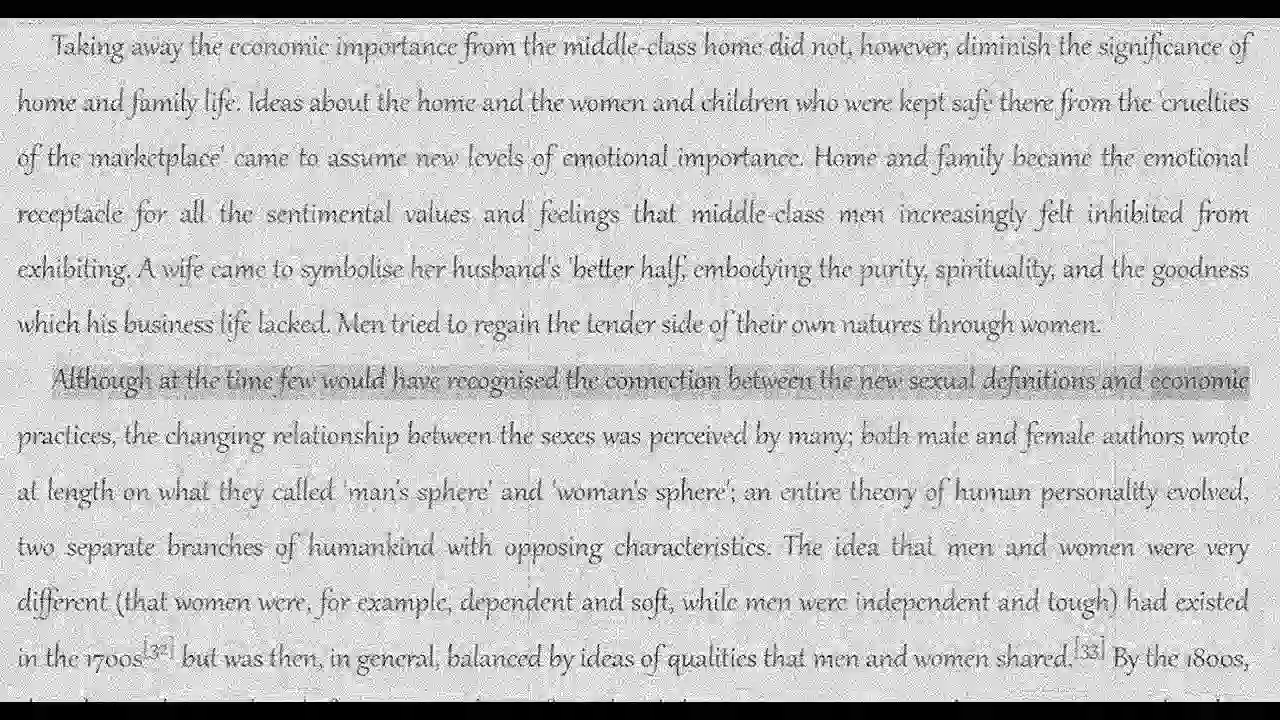 Taking away the economic importance from the middle-class home did not, however, diminish the significance of
home and family life. Ideas about the home and the women and children who were kept safe there from the 'cruelties
of the marketplace' came to assume new levels of emotional importance. Home and family became the emotional
receptacle for all the sentimental values and feelings that middle-class men increasingly felt inhibited from
exhibiting. A wife came to symbolise her husband's 'better half', embodying the purity, spirituality, and the goodness
which his business life lacked. Men tried to regain the tender side of their own natures through women.
Although at the time few would have recognised the connection between the new sexual definitions and economic
practices, the changing relationship between the sexes was perceived by many; both male and female authors wrote
at length on what they called 'man's sphere' and 'woman's sphere'; an entire theory of human personality evolved,
two separate branches of humankind with opposing characteristics. The idea that men and women were very
different (that women were, for example, dependent and soft, while men were independent and tough) had existed
in the 1700s[32] but was then, in general, balanced by ideas of qualities that men and women shared.[33] By the 1800s,